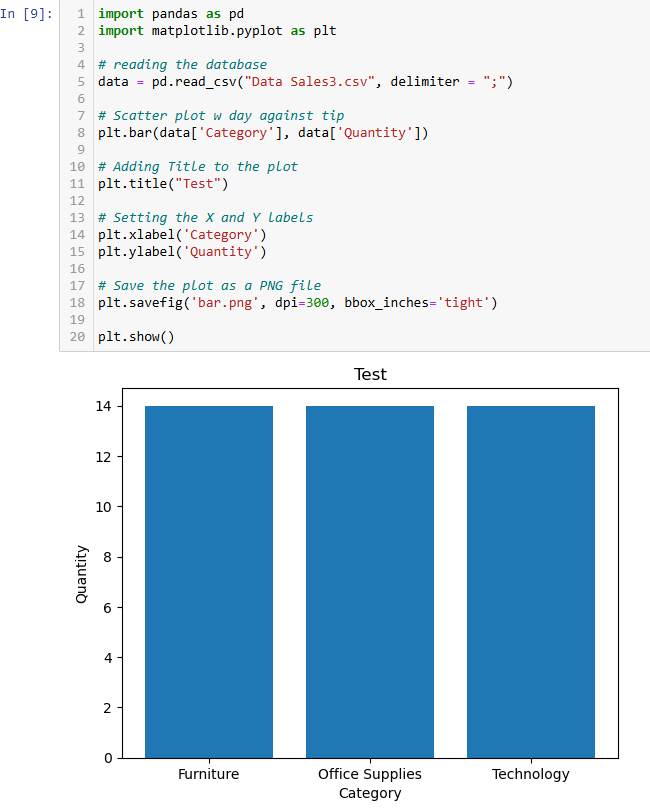 In [9]:
1 import pandas as pd
2 import matplotlib.pyplot as plt
3
4 # reading the database
5 data = pd.read_csv("Data Sales3.csv", delimiter = ";")
6
7 # Scatter plot w day against tip
8 plt.bar(data['Category'], data['Quantity'])
9
10 # Adding Title to the plot
11 plt.title("Test")
12
13 # Setting the X and Y labels
14 plt.xlabel('Category')
15 plt.ylabel('Quantity')
16
17 # Save the plot as a PNG file
18 plt.savefig('bar.png', dpi=300, bbox_inches='tight')
19
20 plt.show()
Test
14
12
10
8
6
4
2
0
Quantity
Furniture Office Supplies Technology
Category